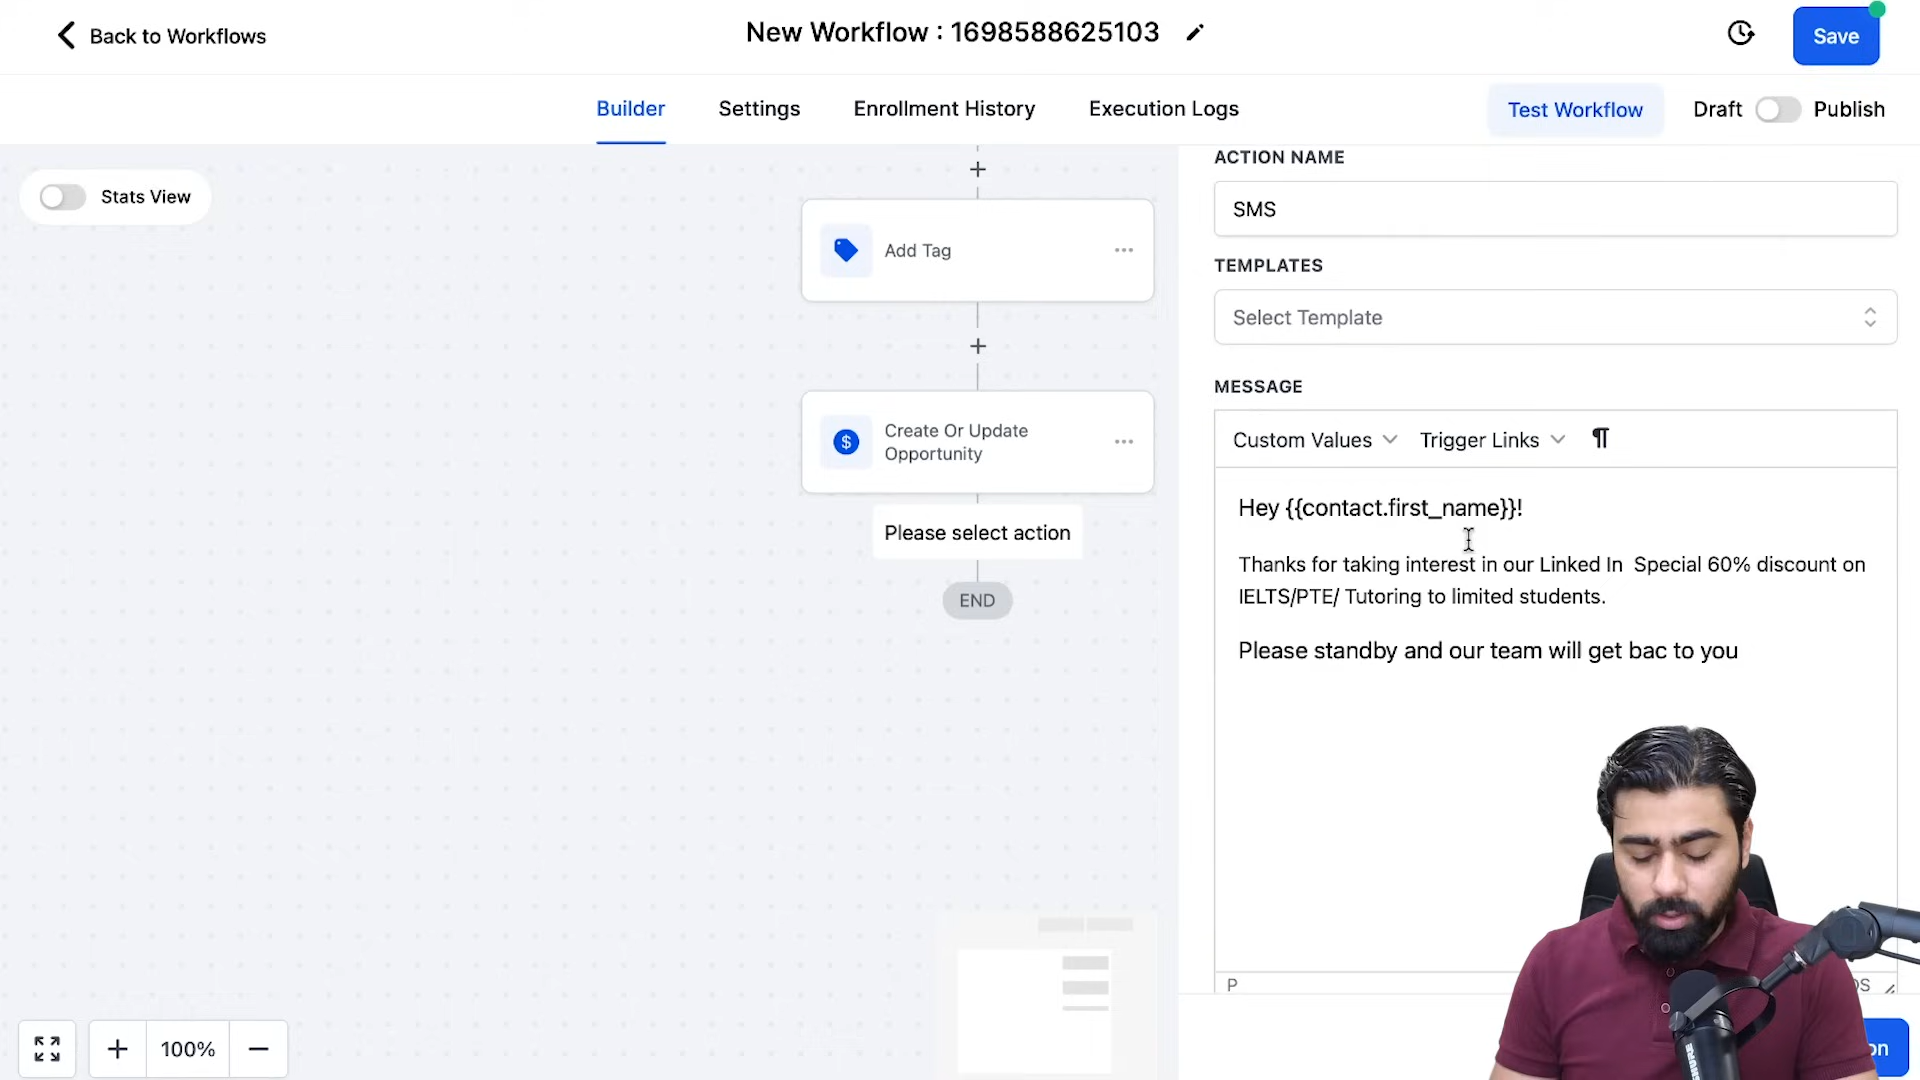 Back to Workflows
New Workflow : 1698588625103
Save
Builder
Settings
Enrollment History
Execution Logs
Test Workflow
Draft
Publish
Stats View
Add Tag
Create Or Update
Opportunity
Please select action
END
100%
ACTION NAME
SMS
TEMPLATES
Select Template
MESSAGE
Custom Values
Trigger Links
Hey {{contact.first_name}}!
Thanks for taking interest in our Linked In  Special 60% discount on
IELTS/PTE/ Tutoring to limited students.
Please standby and our team will get bac to you
P
SHURE